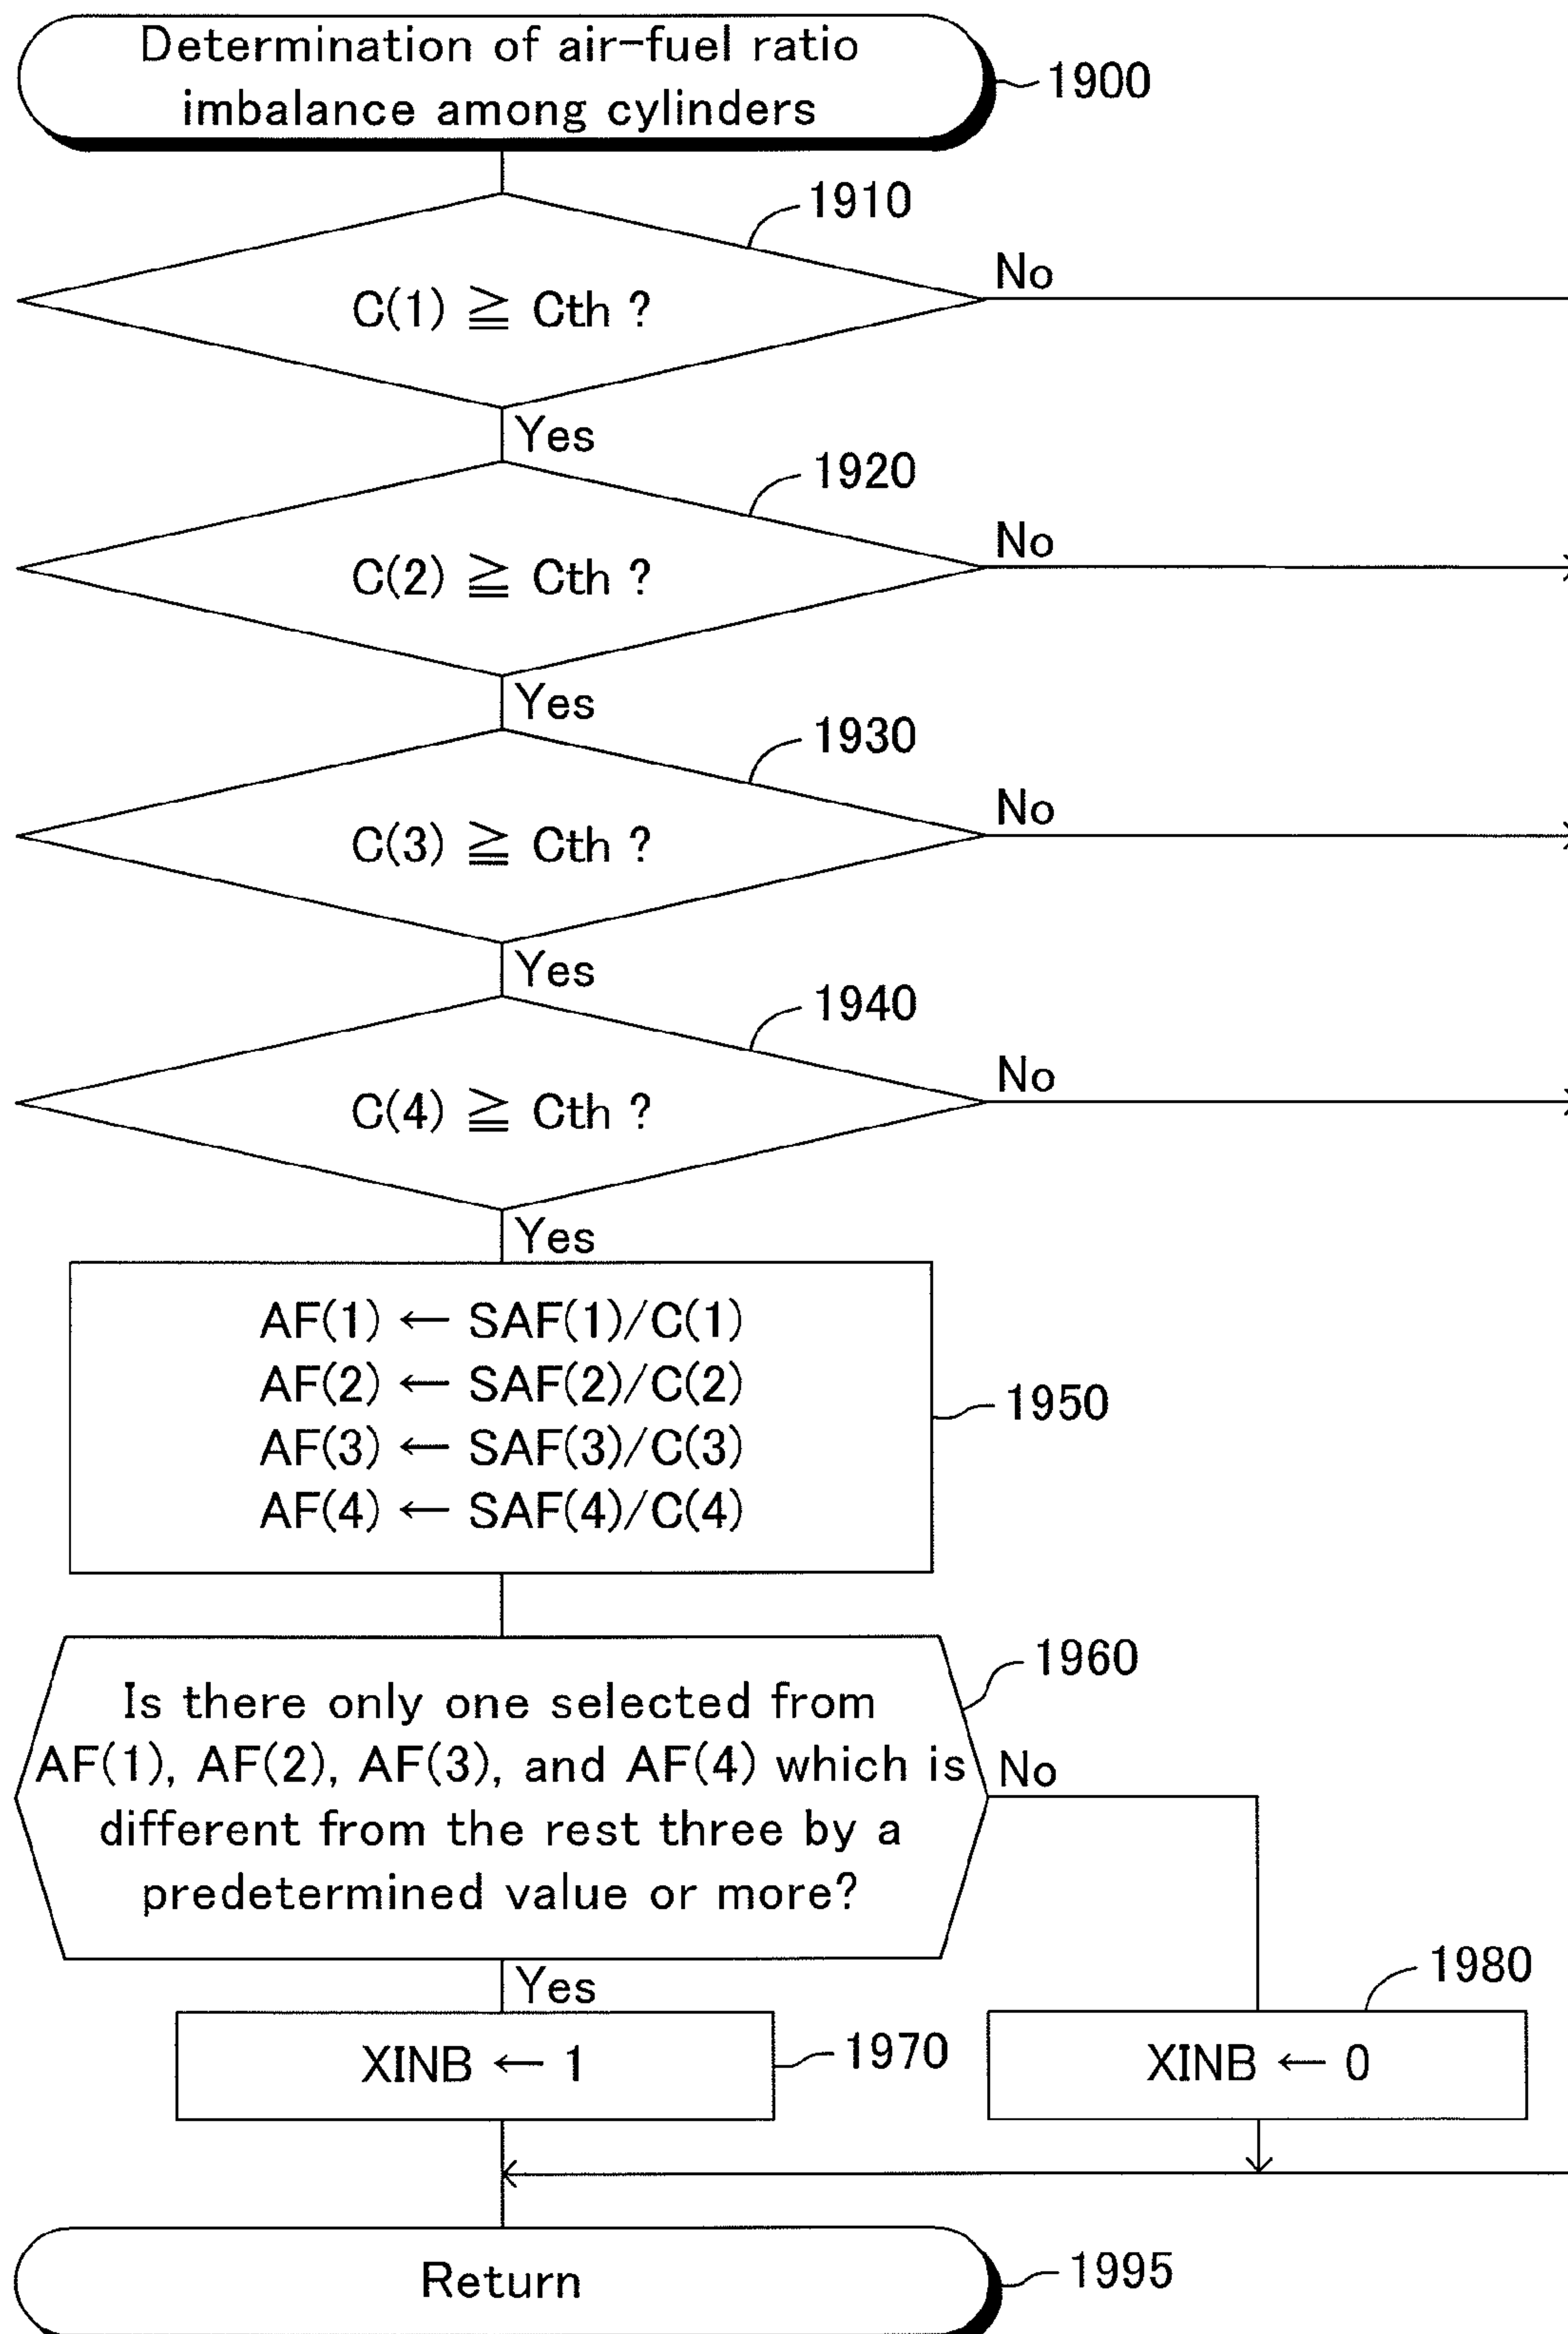 Determination of air-fuel ratio
imbalance among cylinders
1900
1910
C(1) ≧ Cth ?
No
Yes
1920
C(2) ≧ Cth ?
No
Yes
1930
C(3) ≧ Cth ?
No
Yes
1940
C(4) ≧ Cth ?
No
Yes
AF(1) ← SAF(1)/C(1)
AF(2) ← SAF(2)/C(2)
AF(3) ← SAF(3)/C(3)
AF(4) ← SAF(4)/C(4)
1950
1960
Is there only one selected from
AF(1), AF(2), AF(3), and AF(4) which is
different from the rest three by a
predetermined value or more?
No
Yes
XINB ← 1
1970
1980
XINB ← 0
Return
1995